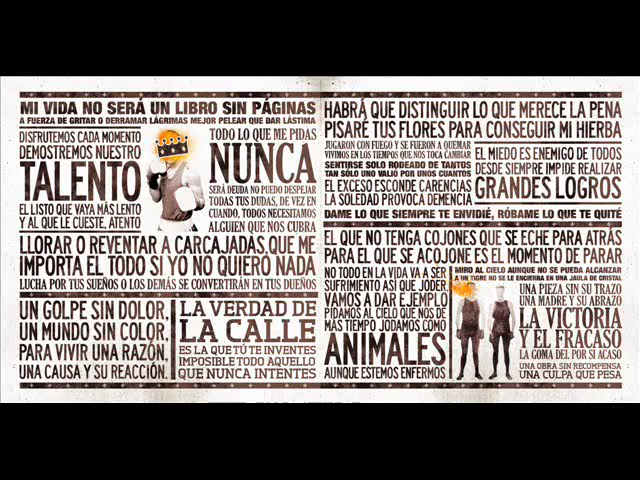 MI VIDA NO SERÁ UN LIBRO SIN PÁGINAS
A FUERZA DE GRITAR O DERRAMAR LÁGRIMAS MEJOR PELEAR QUE DAR LÁSTIMA
DISFRUTEMOS CADA MOMENTO
DEMOSTREMOS NUESTRO
TALENTO
EL LISTO QUE VAYA MÁS LENTO
Y AL QUE LE CUESTE, ATENTO
TODO LO QUE ME PIDAS
NUNCA
SERÁ DEUDA NO PUEDO DESPEJAR
TODAS TUS DUDAS, DE VEZ EN
CUANDO, TODOS NECESITAMOS
ALGUIEN QUE NOS CUBRA
LLORAR O REVENTAR A CARCAJADAS, QUE ME
IMPORTA EL TODO SI YO NO QUIERO NADA
LUCHA POR TUS SUEÑOS O LOS DEMÁS SE CONVERTIRÁN EN TUS DUEÑOS
UN GOLPE SIN DOLOR,
UN MUNDO SIN COLOR,
PARA VIVIR UNA RAZÓN,
UNA CAUSA Y SU REACCIÓN.
LA VERDAD DE
LA CALLE
ES LA QUE TÚ TE INVENTES
IMPOSIBLE TODO AQUELLO
QUE NUNCA INTENTES
HABRÁ QUE DISTINGUIR LO QUE MERECE LA PENA
PISARÉ TUS FLORES PARA CONSEGUIR MI HIERBA
JUGARON CON FUEGO Y SE FUERON A QUEMAR
VIVIMOS EN LOS TIEMPOS QUE NOS TOCA CAMBIAR
SENTIRSE SOLO RODEADO DE TANTOS
TAN SÓLO UNO VALIÓ POR UNOS CUANTOS
EL EXCESO ESCONDE CARENCIAS
LA SOLEDAD PROVOCA DEMENCIA
EL MIEDO ES ENEMIGO DE TODOS
DESDE SIEMPRE IMPIDE REALIZAR
GRANDES LOGROS
DAME LO QUE SIEMPRE TE ENVIDIÉ, RÓBAME LO QUE TE QUITÉ
EL QUE NO TENGA COJONES QUE SE ECHE PARA ATRÁS
PARA EL QUE SE ACOJONE ES EL MOMENTO DE PARAR
NO TODO EN LA VIDA VA A SER
SUFRIMIENTO ASÍ QUE JODER
VAMOS A DAR EJEMPLO
PIDAMOS AL CIELO QUE NOS DE
MÁS TIEMPO JODAMOS COMO
ANIMALES
AUNQUE ESTEMOS ENFERMOS
MIRO AL CIELO AUNQUE NO SE PUEDA ALCANZAR
A UN TIGRE NO SE LE ENCIERRA EN UNA JAULA DE CRISTAL
UNA PIEZA SIN SU TRAZO
UNA MADRE Y SU ABRAZO
LA VICTORIA
Y EL FRACASO
LA GOMA DEL POR SI ACASO
UNA OBRA SIN RECOMPENSA
UNA CULPA QUE PESA